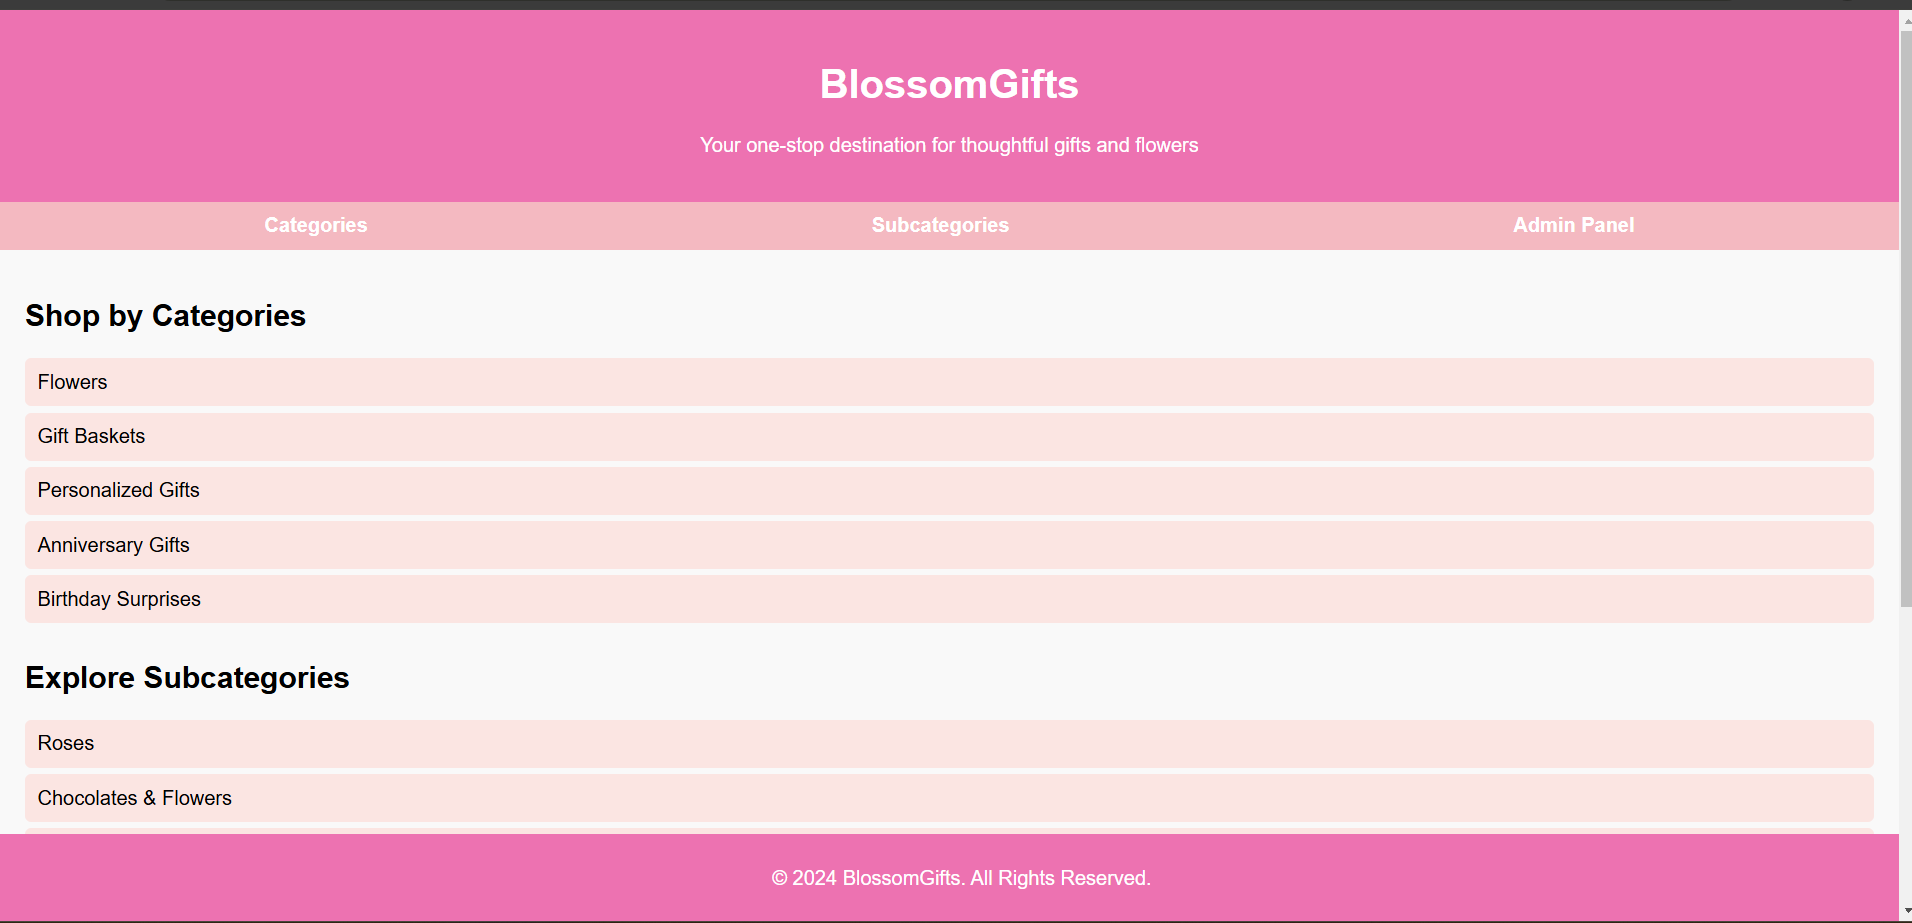 BlossomGifts
Your one-stop destination for thoughtful gifts and flowers
Categories
Subcategories
Admin Panel
Shop by Categories
Flowers
Gift Baskets
Personalized Gifts
Anniversary Gifts
Birthday Surprises
Explore Subcategories
Roses
Chocolates & Flowers
© 2024 BlossomGifts. All Rights Reserved.